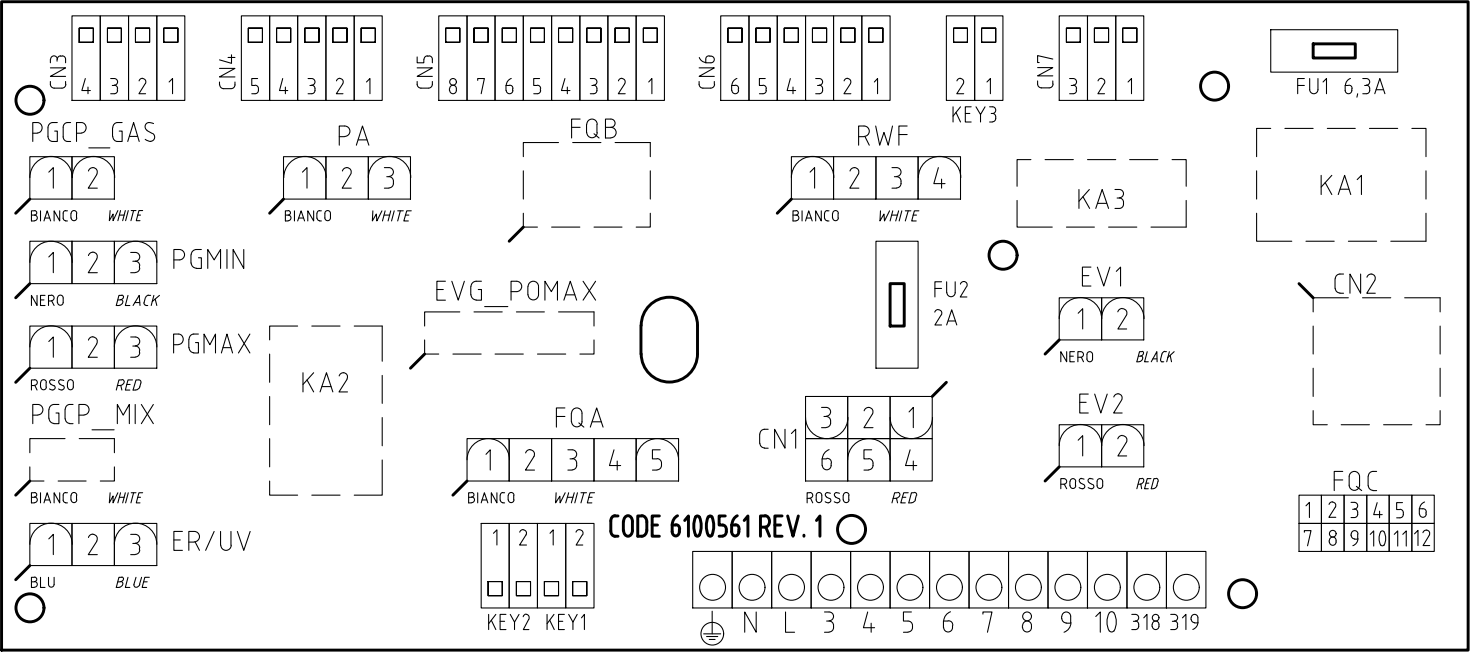 CN3 4 3 2 1
CN4 5 4 3 2 1
CN5 8 7 6 5 4 3 2 1
CN6 6 5 4 3 2 1
2 1
KEY3
CN7 3 2 1
FU1 6,3A
PGCP_GAS
1 2
BIANCO WHITE
PA
1 2 3
BIANCO WHITE
FQB
RWF
1 2 3 4
BIANCO WHITE
KA3
KA1
1 2 3 PGMIN
NERO BLACK
EVG_POMAX
FU2
2A
EV1
1 2
NERO BLACK
CN2
1 2 3 PGMAX
ROSSO RED
KA2
PGCP_MIX
BIANCO WHITE
FQA
1 2 3 4 5
BIANCO WHITE
CN1
3 2 1
6 5 4
ROSSO RED
EV2
1 2
ROSSO RED
FQC
1 2 3 4 5 6
7 8 9 10 11 12
1 2 3 ER/UV
BLU BLUE
1 2 1 2
KEY2 KEY1
CODE 6100561 REV. 1
N L 3 4 5 6 7 8 9 10 318 319